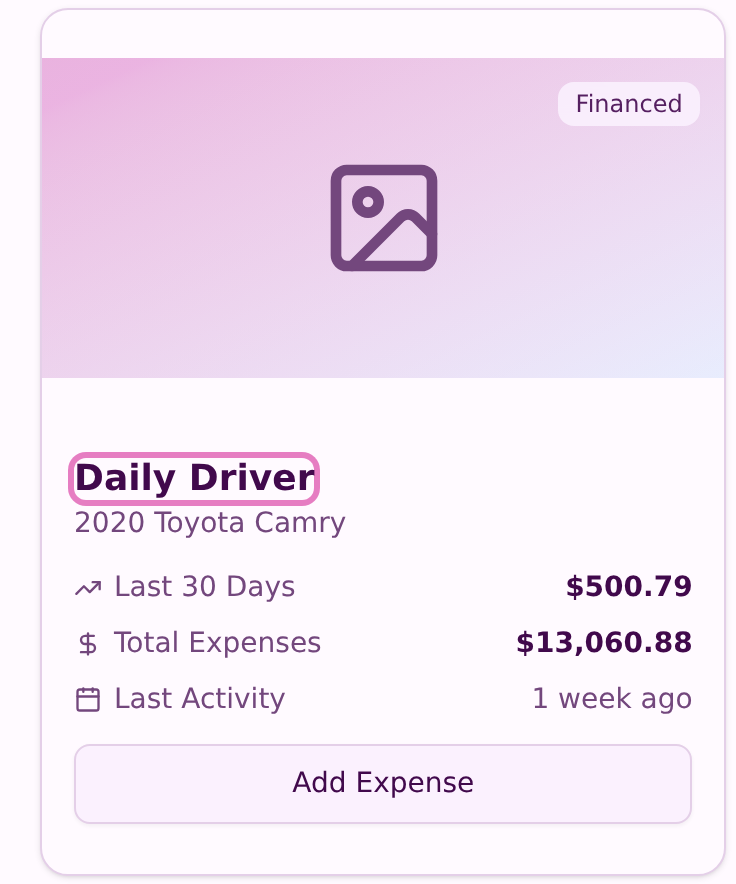 Financed
Daily Driver
2020 Toyota Camry
Last 30 Days $500.79
Total Expenses $13,060.88
Last Activity 1 week ago
Add Expense